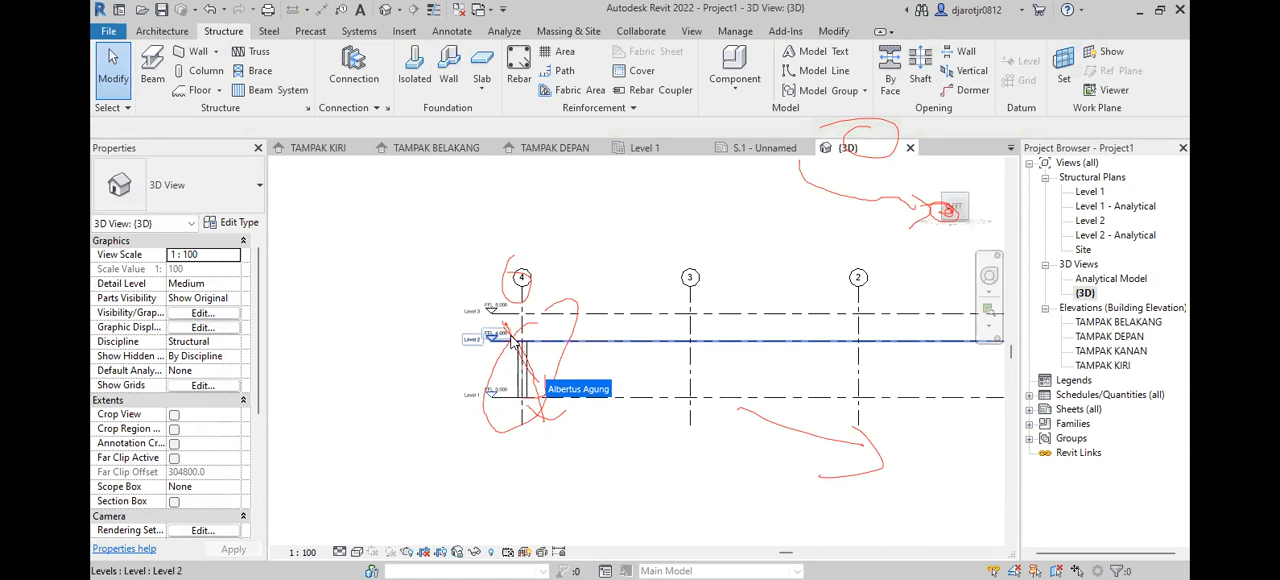 Autodesk Revit 2022 - Project1 - 3D View: {3D}
djarotjr0812
File Architecture Structure Steel Precast Systems Insert Annotate Analyze Massing & Site Collaborate View Manage Add-Ins Modify
Modify
Select
Beam
Wall
Column
Floor
Truss
Brace
Beam System
Structure
Connection
Connection
Isolated
Wall
Slab
Foundation
Rebar
Area
Path
Fabric Area
Fabric Sheet
Cover
Rebar Coupler
Reinforcement
Component
Model Text
Model Line
Model Group
Model
By
Face
Shaft
Wall
Vertical
Dormer
Opening
Level
Grid
Datum
Set
Show
Ref Plane
Viewer
Work Plane
Properties
TAMPAK KIRI
TAMPAK BELAKANG
TAMPAK DEPAN
Level 1
S.1 - Unnamed
{3D}
Project Browser - Project1
3D View
3D View: {3D}
Edit Type
Graphics
View Scale 1 : 100
Scale Value 1: 100
Detail Level Medium
Parts Visibility Show Original
Visibility/Grap... Edit...
Graphic Displ... Edit...
Discipline Structural
Show Hidden ... By Discipline
Default Analy... None
Show Grids Edit...
Extents
Crop View
Crop Region ...
Annotation Cr...
Far Clip Active
Far Clip Offset 304800.0
Scope Box None
Section Box
Camera
Rendering Set... Edit...
Properties help
Apply
4
3
2
Level 3
Level 2
Level 1
Albertus Agung
Views (all)
Structural Plans
Level 1
Level 1 - Analytical
Level 2
Level 2 - Analytical
Site
3D Views
Analytical Model
{3D}
Elevations (Building Elevation)
TAMPAK BELAKANG
TAMPAK DEPAN
TAMPAK KANAN
TAMPAK KIRI
Legends
Schedules/Quantities (all)
Sheets (all)
Families
Groups
Revit Links
1 : 100
Levels : Level : Level 2
:0
Main Model
:0